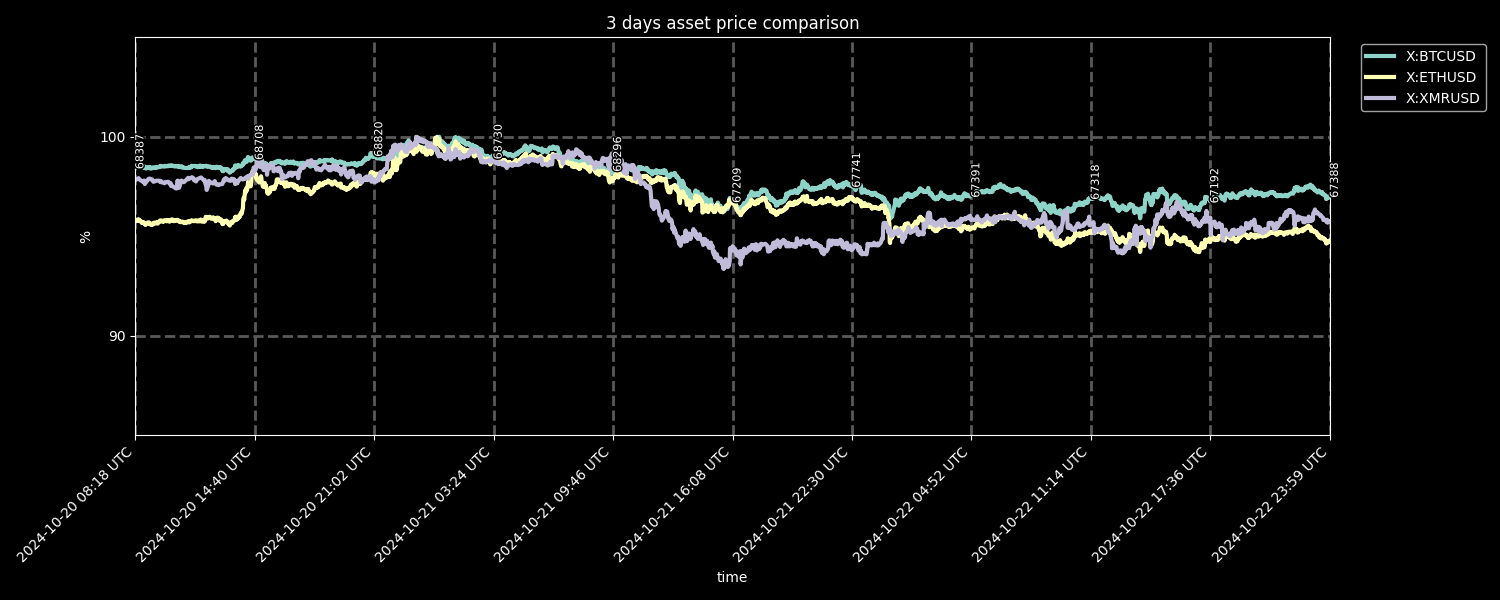 3 days asset price comparison
X:BTCUSD
X:ETHUSD
X:XMRUSD
100
90
%
68387
68708
68820
68730
68296
67209
67741
67391
67318
67192
67388
2024-10-20 08:18 UTC
2024-10-20 14:40 UTC
2024-10-20 21:02 UTC
2024-10-21 03:24 UTC
2024-10-21 09:46 UTC
2024-10-21 16:08 UTC
2024-10-21 22:30 UTC
2024-10-22 04:52 UTC
2024-10-22 11:14 UTC
2024-10-22 17:36 UTC
2024-10-22 23:59 UTC
time